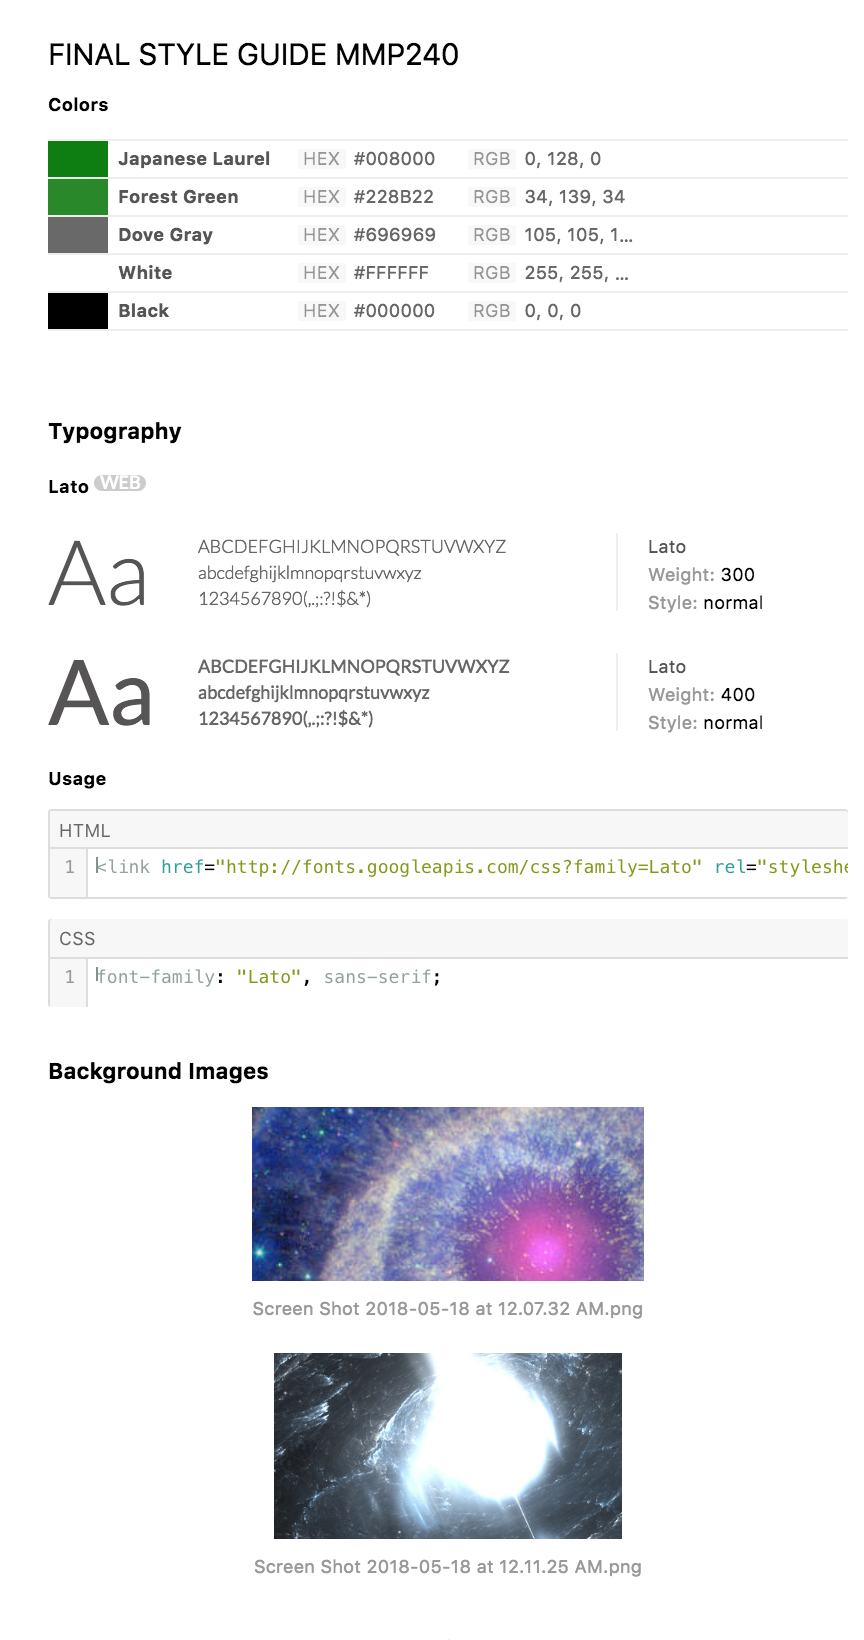 FINAL STYLE GUIDE MMP240
Colors
Japanese Laurel HEX #008000 RGB 0, 128, 0
Forest Green HEX #228B22 RGB 34, 139, 34
Dove Gray HEX #696969 RGB 105, 105, 1...
White HEX #FFFFFF RGB 255, 255, ...
Black HEX #000000 RGB 0, 0, 0
Typography
Lato WEB
Aa
ABCDEFGHIJKLMNOPQRSTUVWXYZ
abcdefghijklmnopqrstuvwxyz
1234567890(,.;:?!$&*)
Lato
Weight: 300
Style: normal
Aa
ABCDEFGHIJKLMNOPQRSTUVWXYZ
abcdefghijklmnopqrstuvwxyz
1234567890(,.;:?!$&*)
Lato
Weight: 400
Style: normal
Usage
HTML
1 <link href="http://fonts.googleapis.com/css?family=Lato" rel="styleshe
CSS
1 font-family: "Lato", sans-serif;
Background Images
Screen Shot 2018-05-18 at 12.07.32 AM.png
Screen Shot 2018-05-18 at 12.11.25 AM.png